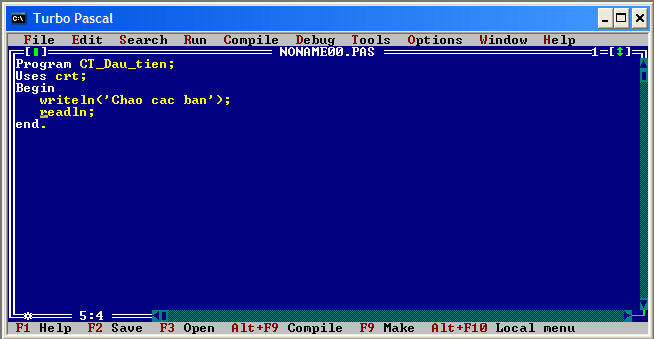 Turbo Pascal
File Edit Search Run Compile Debug Tools Options Window Help
NONAME00.PAS 1
Program CT_Dau_tien;
Uses crt;
Begin
writeln('Chao cac ban');
readln;
end.
5:4
F1 Help F2 Save F3 Open Alt+F9 Compile F9 Make Alt+F10 Local menu